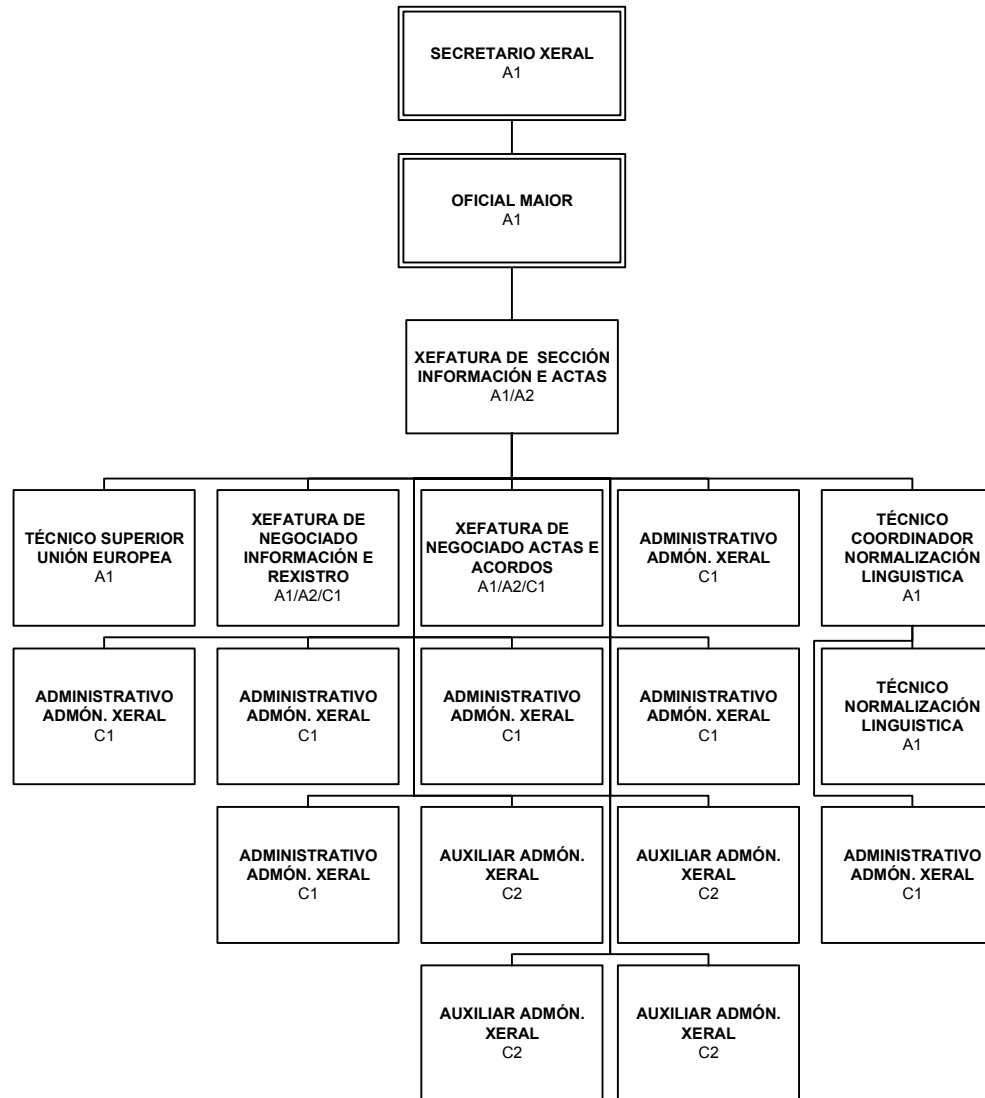 SECRETARIO XERAL
A1
OFICIAL MAIOR
A1
XEFATURA DE SECCIÓN
INFORMACIÓN E ACTAS
A1/A2
TÉCNICO SUPERIOR
UNIÓN EUROPEA
A1
XEFATURA DE
NEGOCIADO
INFORMACIÓN E
REXISTRO
A1/A2/C1
XEFATURA DE
NEGOCIADO ACTAS E
ACORDOS
A1/A2/C1
ADMINISTRATIVO
ADMÓN. XERAL
C1
TÉCNICO
COORDINADOR
NORMALIZACIÓN
LINGUISTICA
A1
ADMINISTRATIVO
ADMÓN. XERAL
C1
ADMINISTRATIVO
ADMÓN. XERAL
C1
ADMINISTRATIVO
ADMÓN. XERAL
C1
ADMINISTRATIVO
ADMÓN. XERAL
C1
TÉCNICO
NORMALIZACIÓN
LINGUISTICA
A1
ADMINISTRATIVO
ADMÓN. XERAL
C1
AUXILIAR ADMÓN.
XERAL
C2
AUXILIAR ADMÓN.
XERAL
C2
ADMINISTRATIVO
ADMÓN. XERAL
C1
AUXILIAR ADMÓN.
XERAL
C2
AUXILIAR ADMÓN.
XERAL
C2